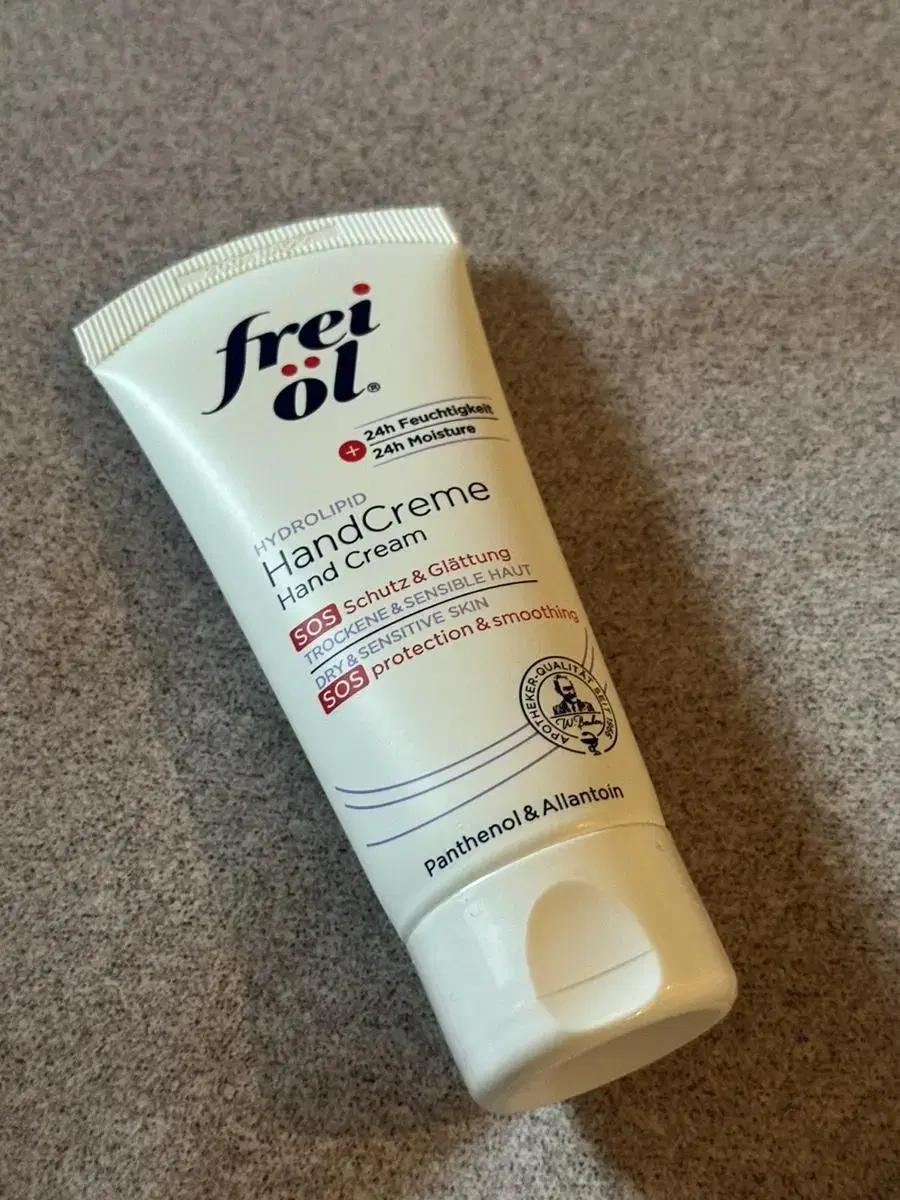 frei
öl®
24h Feuchtigkeit
+
24h Moisture
HYDROLIPID
HandCreme
Hand Cream
SOS Schutz & Glättung
TROCKENE & SENSIBLE HAUT
DRY & SENSITIVE SKIN
SOS protection & smoothing
APOTHEKER-QUALITÄT SEIT 1966
Panthenol & Allantoin